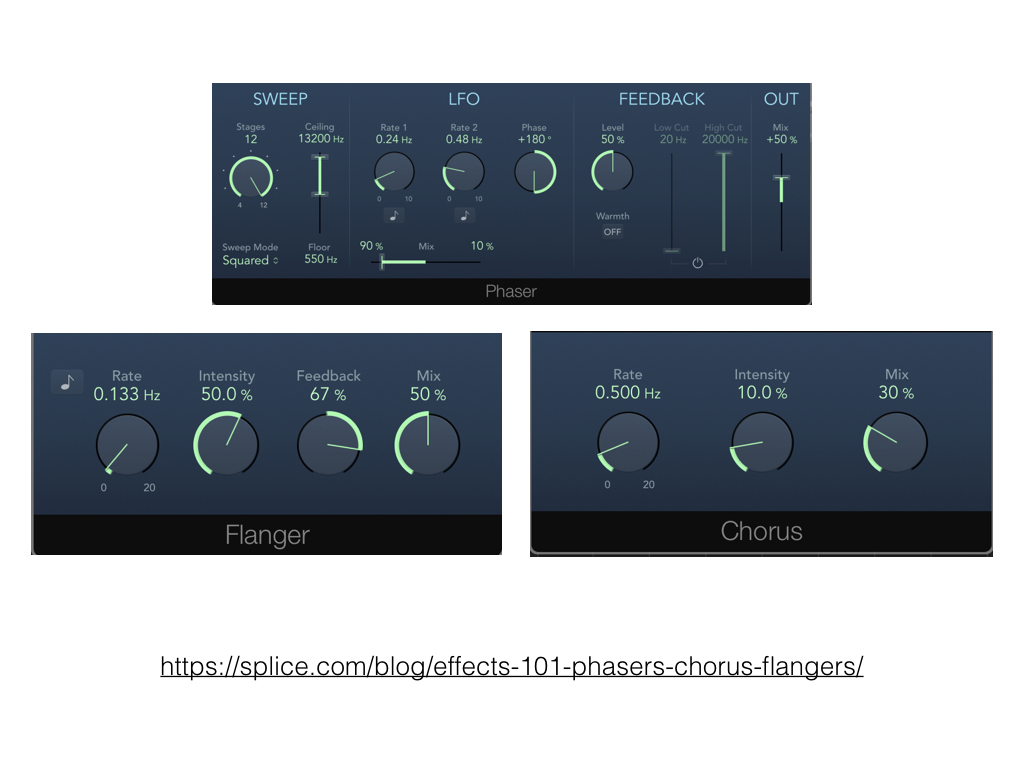 SWEEP LFO FEEDBACK OUT
Stages Ceiling Rate 1 Rate 2 Phase Level Low Cut High Cut Mix
12 13200 Hz 0.24 Hz 0.48 Hz +180 ° 50 % 20 Hz 20000 Hz +50 %
4 12 0 10 0 10
Warmth
OFF
Sweep Mode Floor 90 % Mix 10 %
Squared 550 Hz
Phaser
Rate Intensity Feedback Mix
0.133 Hz 50.0 % 67 % 50 %
0 20
Flanger
Rate Intensity Mix
0.500 Hz 10.0 % 30 %
0 20
Chorus
https://splice.com/blog/effects-101-phasers-chorus-flangers/